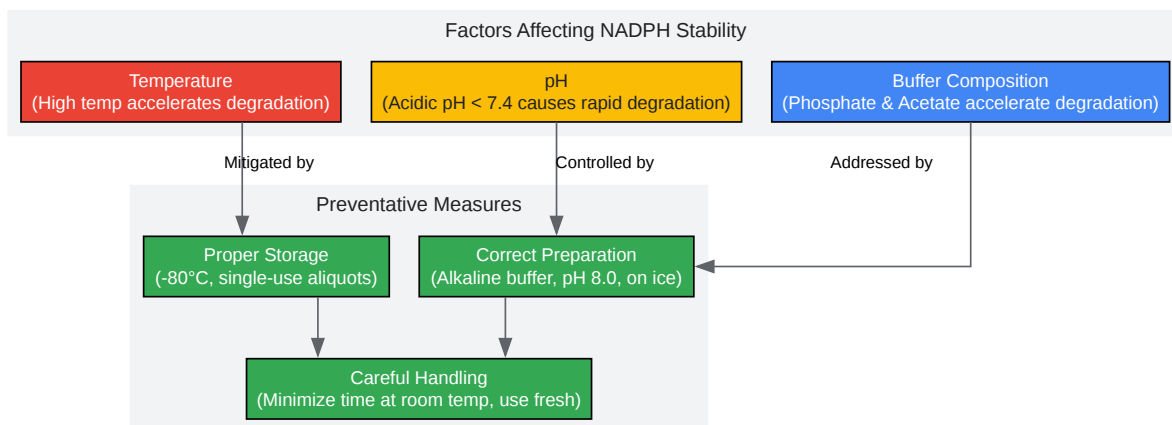 Factors Affecting NADPH Stability
Temperature
(High temp accelerates degradation)
pH
(Acidic pH < 7.4 causes rapid degradation)
Buffer Composition
(Phosphate & Acetate accelerate degradation)
Mitigated by
Controlled by
Addressed by
Preventative Measures
Proper Storage
(-80°C, single-use aliquots)
Correct Preparation
(Alkaline buffer, pH 8.0, on ice)
Careful Handling
(Minimize time at room temp, use fresh)